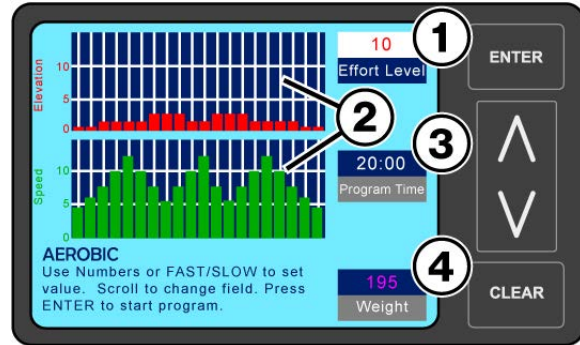 Elevation
10
5
0
10
Effort Level
1
ENTER
2
Speed
10
5
0
20:00
Program Time
3
AEROBIC
Use Numbers or FAST/SLOW to set
value. Scroll to change field. Press
ENTER to start program.
195
Weight
4
CLEAR